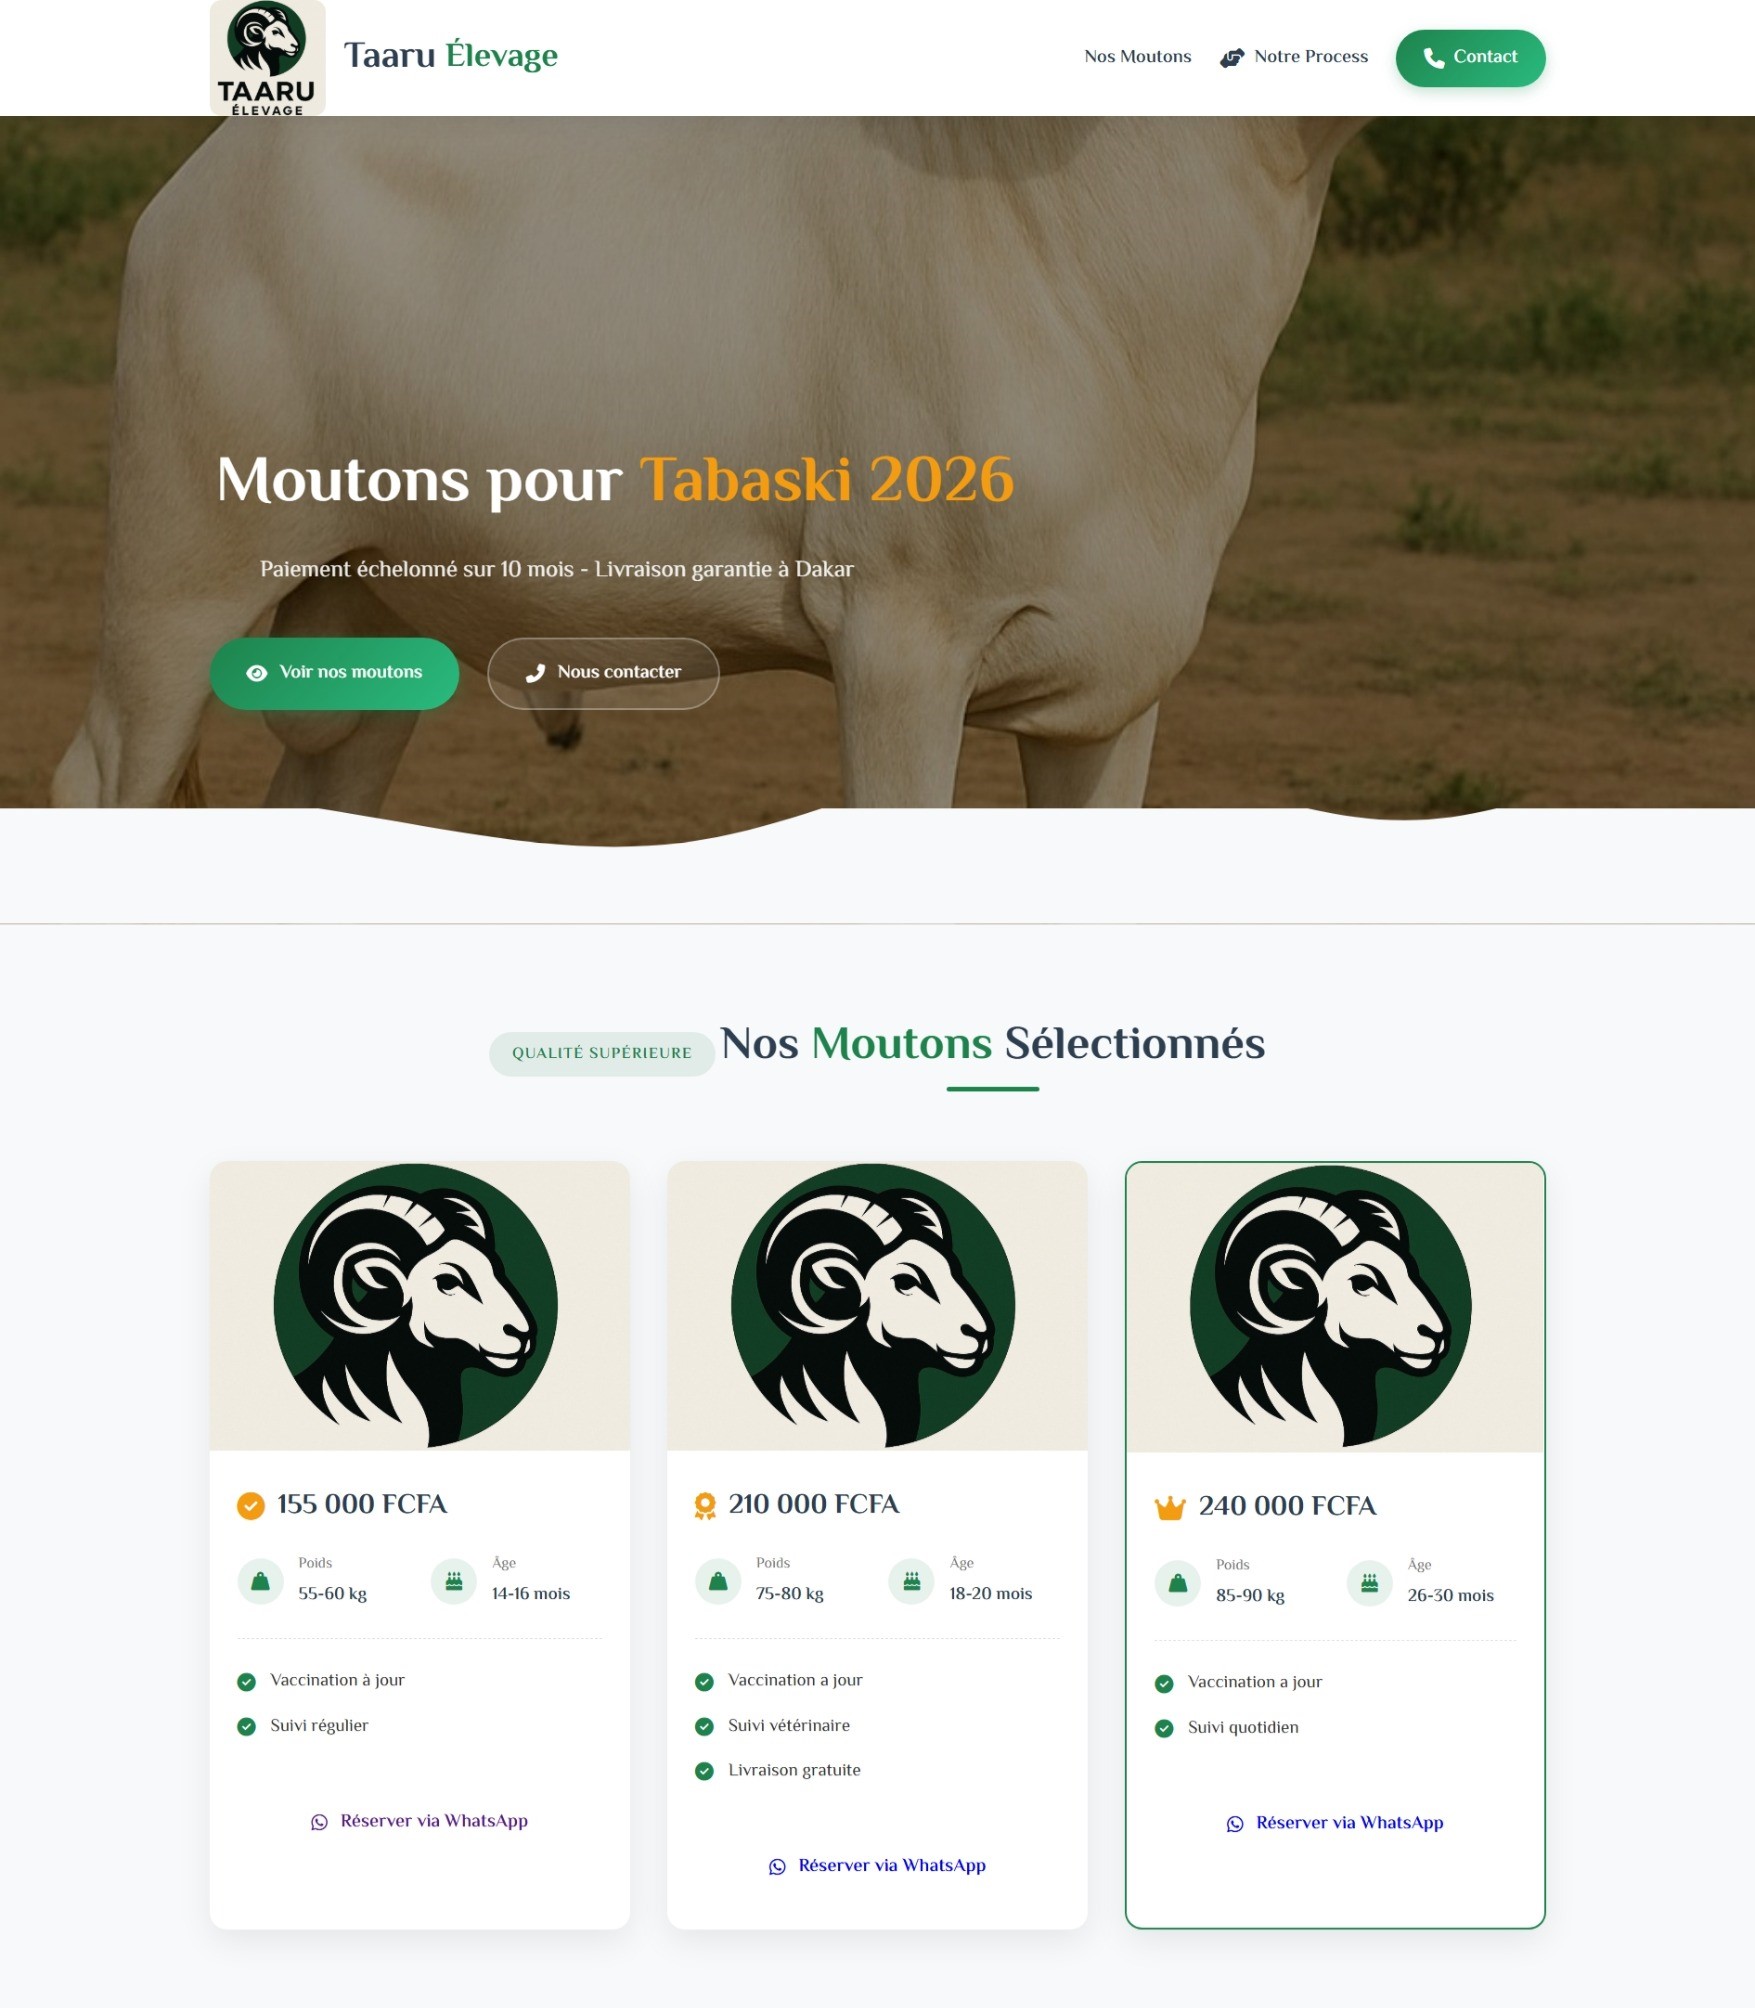 TAARU
ÉLEVAGE
Taaru Élevage
Nos Moutons
Notre Process
Contact
Moutons pour Tabaski 2026
Paiement échelonné sur 10 mois - Livraison garantie à Dakar
Voir nos moutons
Nous contacter
QUALITÉ SUPÉRIEURE
Nos Moutons Sélectionnés
155 000 FCFA
Poids
55-60 kg
Âge
14-16 mois
Vaccination à jour
Suivi régulier
Réserver via WhatsApp
210 000 FCFA
Poids
75-80 kg
Âge
18-20 mois
Vaccination a jour
Suivi vétérinaire
Livraison gratuite
Réserver via WhatsApp
240 000 FCFA
Poids
85-90 kg
Âge
26-30 mois
Vaccination a jour
Suivi quotidien
Réserver via WhatsApp